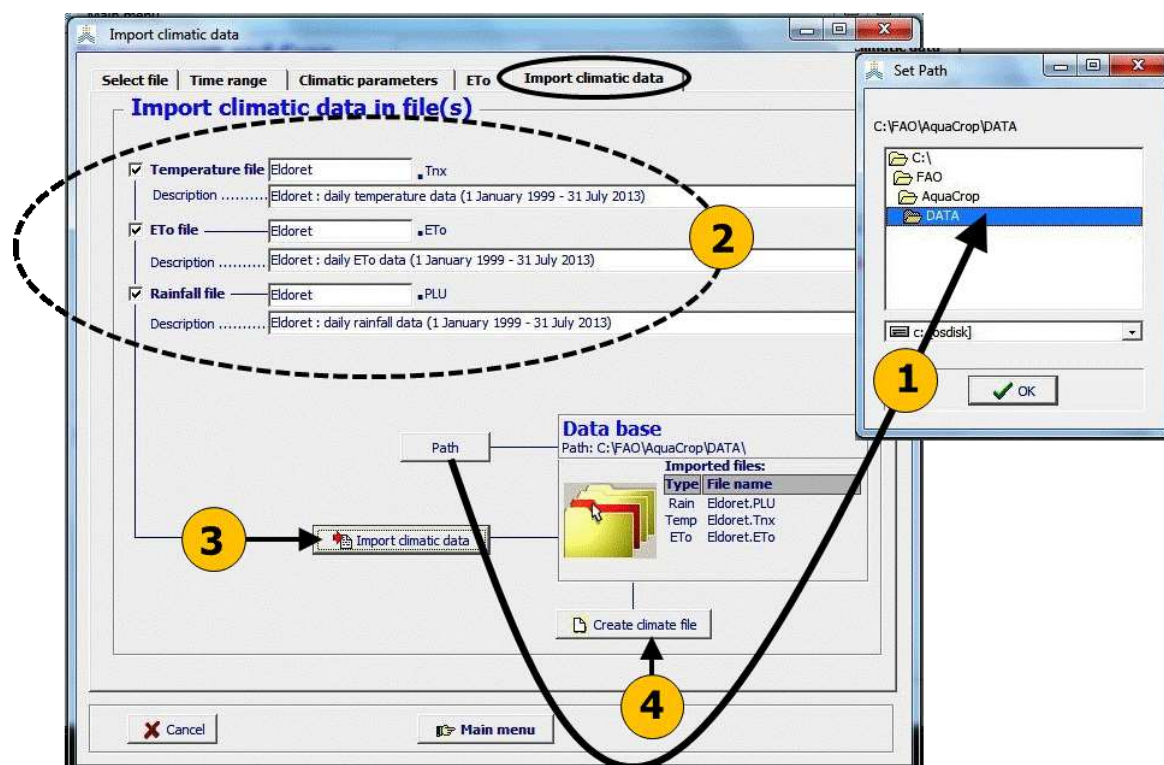 Main menu
Import climatic data
Select file
Time range
Climatic parameters
ETo
Import climatic data
Import climatic data in file(s)
Temperature file Eldoret .Tnx
Description .......... Eldoret : daily temperature data (1 January 1999 - 31 July 2013)
ETo file Eldoret .ETo
Description .......... Eldoret : daily ETo data (1 January 1999 - 31 July 2013)
Rainfall file Eldoret .PLU
Description .......... Eldoret : daily rainfall data (1 January 1999 - 31 July 2013)
2
Path
Data base
Path: C:\FAO\AquaCrop\DATA\
Imported files:
Type File name
Rain Eldoret.PLU
Temp Eldoret.Tnx
ETo Eldoret.ETo
3
Import climatic data
Create climate file
4
Cancel
Main menu
Set Path
C:\FAO\AquaCrop\DATA
C:\
FAO
AquaCrop
DATA
c: osdisk]
1
OK